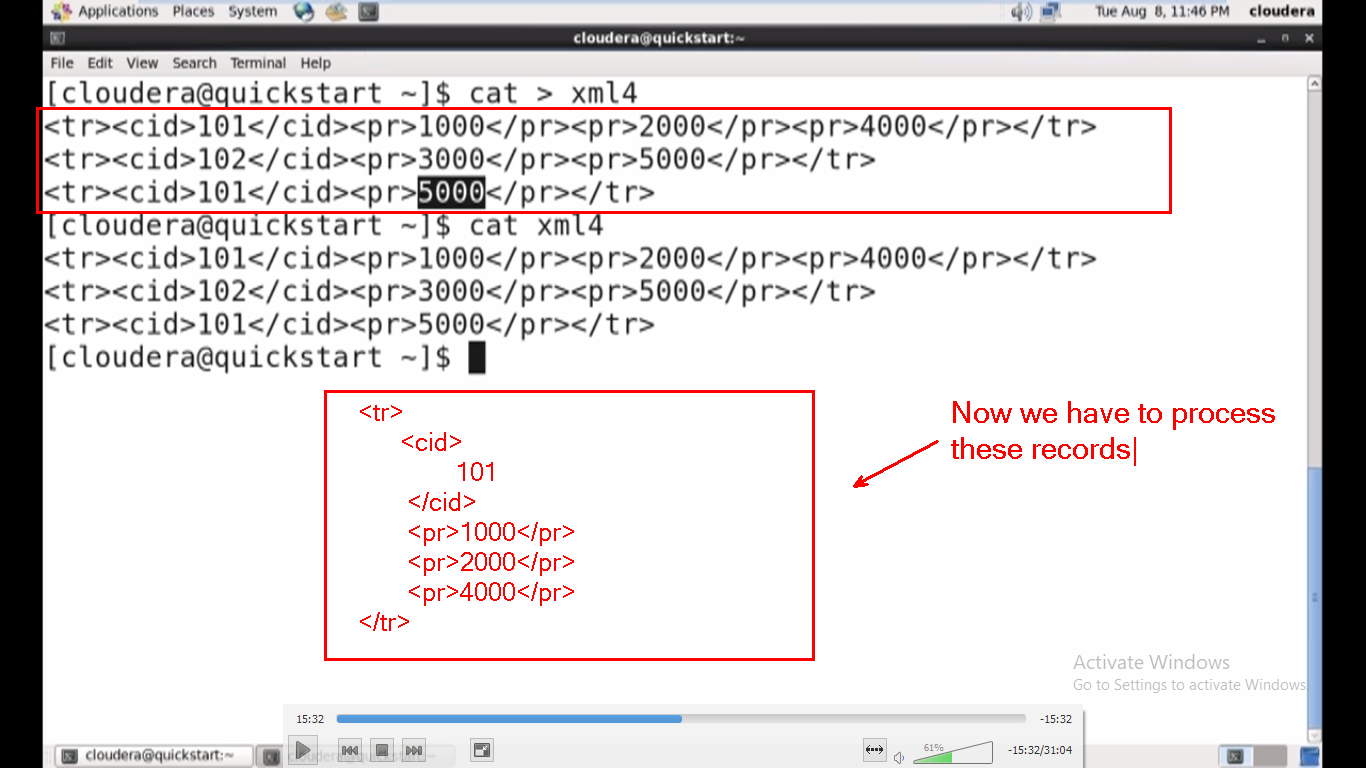 Applications Places System
Tue Aug 8, 11:46 PM cloudera
cloudera@quickstart:~
File Edit View Search Terminal Help
[cloudera@quickstart ~]$ cat > xml4
<tr><cid>101</cid><pr>1000</pr><pr>2000</pr><pr>4000</pr></tr>
<tr><cid>102</cid><pr>3000</pr><pr>5000</pr></tr>
<tr><cid>101</cid><pr>5000</pr></tr>
[cloudera@quickstart ~]$ cat xml4
<tr><cid>101</cid><pr>1000</pr><pr>2000</pr><pr>4000</pr></tr>
<tr><cid>102</cid><pr>3000</pr><pr>5000</pr></tr>
<tr><cid>101</cid><pr>5000</pr></tr>
[cloudera@quickstart ~]$
<tr>
<cid>
101
</cid>
<pr>1000</pr>
<pr>2000</pr>
<pr>4000</pr>
</tr>
Now we have to process
these records
Activate Windows
Go to Settings to activate Windows.
15:32
-15:32
61%
-15:32/31:04
cloudera@quickstart:~
cloudera@quickstart:~